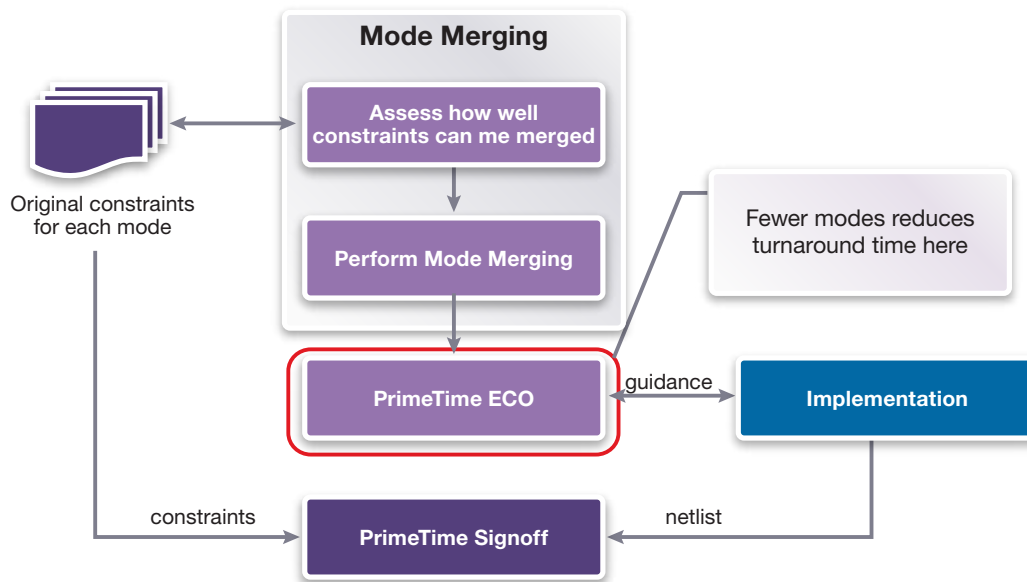 Mode Merging
Assess how well
constraints can me merged
Original constraints
for each mode
Perform Mode Merging
Fewer modes reduces
turnaround time here
PrimeTime ECO
guidance
Implementation
constraints
PrimeTime Signoff
netlist